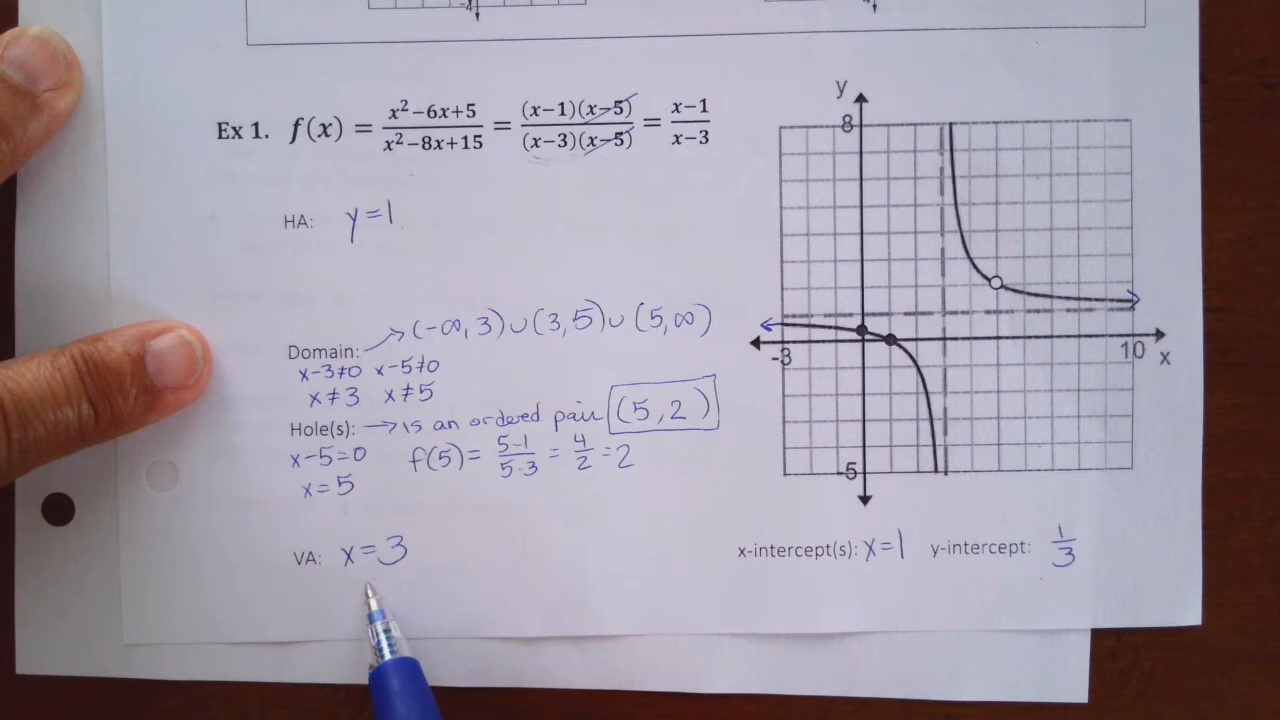 -4
Ex 1. f(x) = x²−6x+5 / x²−8x+15 = (x−1)(x−5) / (x−3)(x−5) = x−1 / x−3
HA: y=1
Domain: → (-∞, 3) ∪ (3, 5) ∪ (5, ∞)
x-3≠0 x-5≠0
x≠3 x≠5
Hole(s): → is an ordered pair (5, 2)
x-5=0 f(5) = 5-1 / 5-3 = 4/2 = 2
x=5
VA: x=3
y
8
-3 10 x
-5
x-intercept(s): x=1 y-intercept: 1/3